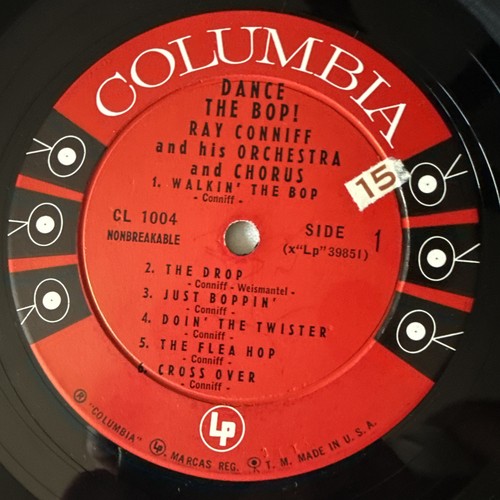 COLUMBIA
DANCE
THE BOP!
RAY CONNIFF
and his ORCHESTRA
and CHORUS
1. WALKIN' THE BOP
- Conniff -
15
CL 1004
NONBREAKABLE
SIDE 1
(x"Lp"39851)
2. THE DROP
- Conniff - Weismantel -
3. JUST BOPPIN'
- Conniff -
4. DOIN' THE TWISTER
- Conniff -
5. THE FLEA HOP
- Conniff -
6. CROSS OVER
- Conniff -
Lp
® "COLUMBIA" Lp MARCAS REG. T. M. MADE IN U. S. A.